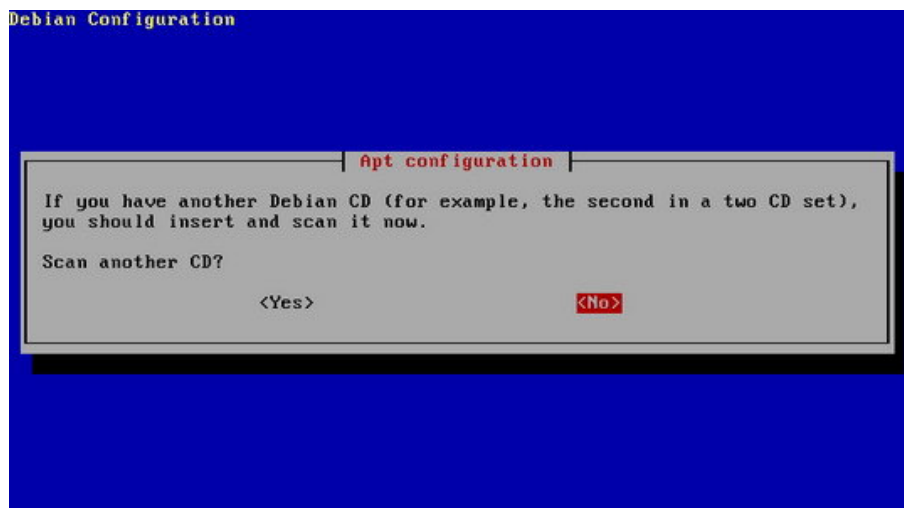 Debian Configuration
Apt configuration
If you have another Debian CD (for example, the second in a two CD set),
you should insert and scan it now.
Scan another CD?
<Yes> <No>